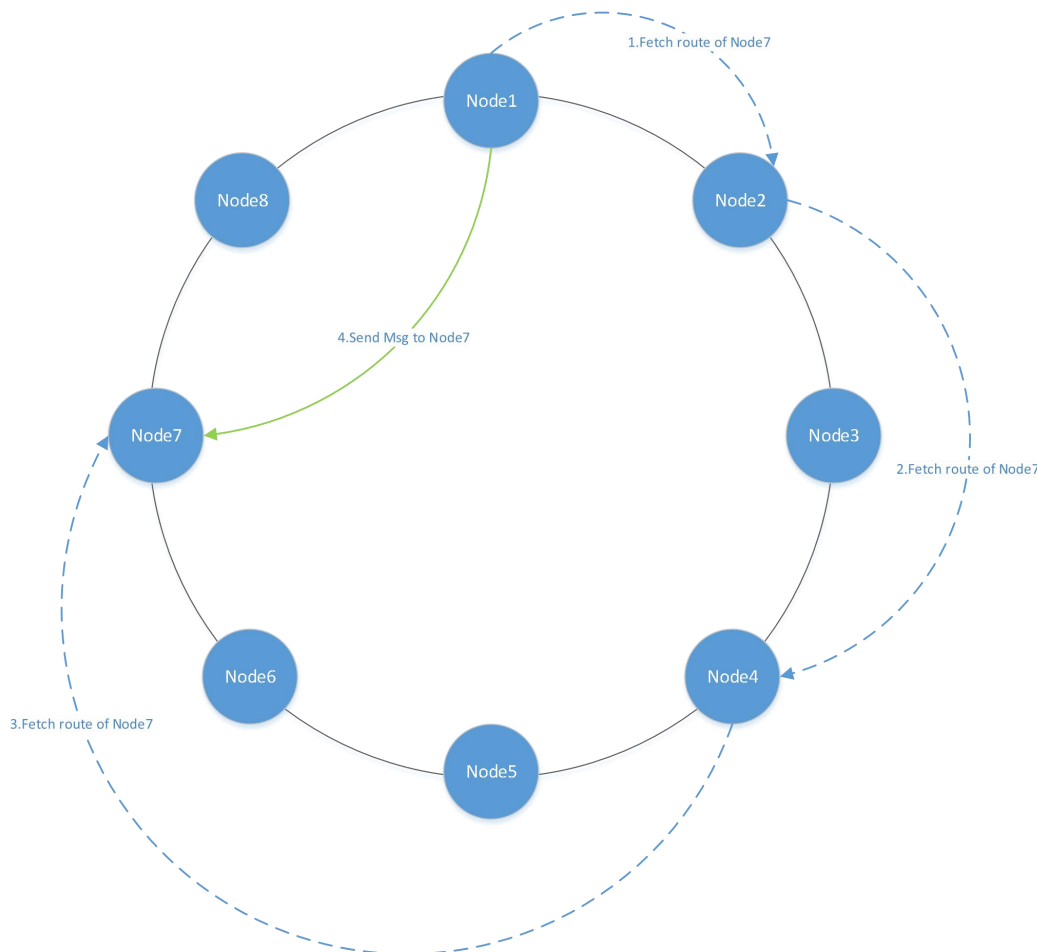 1.Fetch route of Node7
Node1
Node8
Node2
4.Send Msg to Node7
Node7
Node3
2.Fetch route of Node7
Node6
Node4
3.Fetch route of Node7
Node5